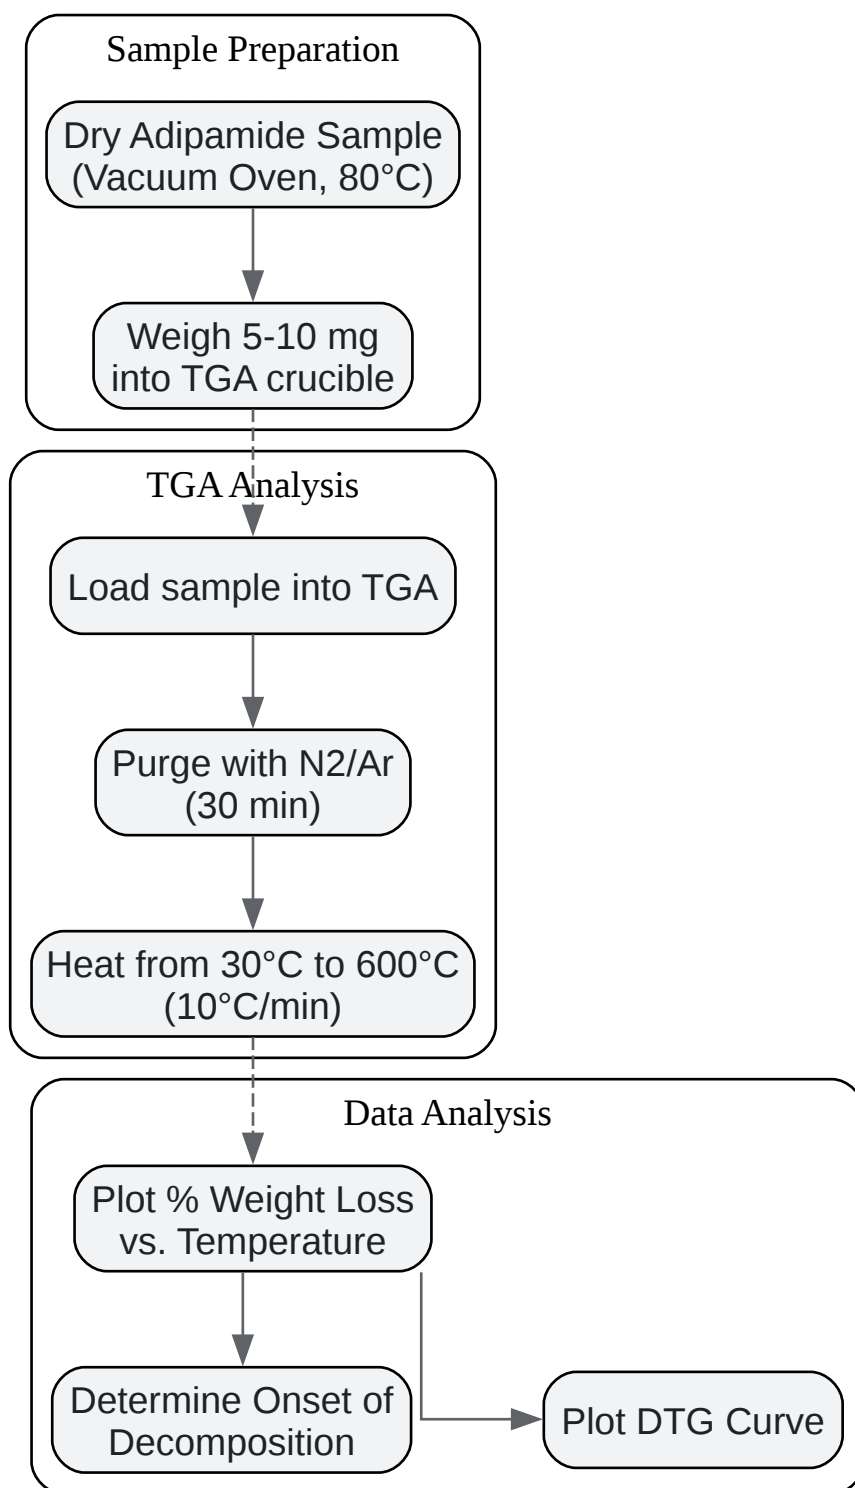 Sample Preparation
Dry Adipamide Sample
(Vacuum Oven, 80°C)
Weigh 5-10 mg
into TGA crucible
TGA Analysis
Load sample into TGA
Purge with N2/Ar
(30 min)
Heat from 30°C to 600°C
(10°C/min)
Data Analysis
Plot % Weight Loss
vs. Temperature
Determine Onset of
Decomposition
Plot DTG Curve